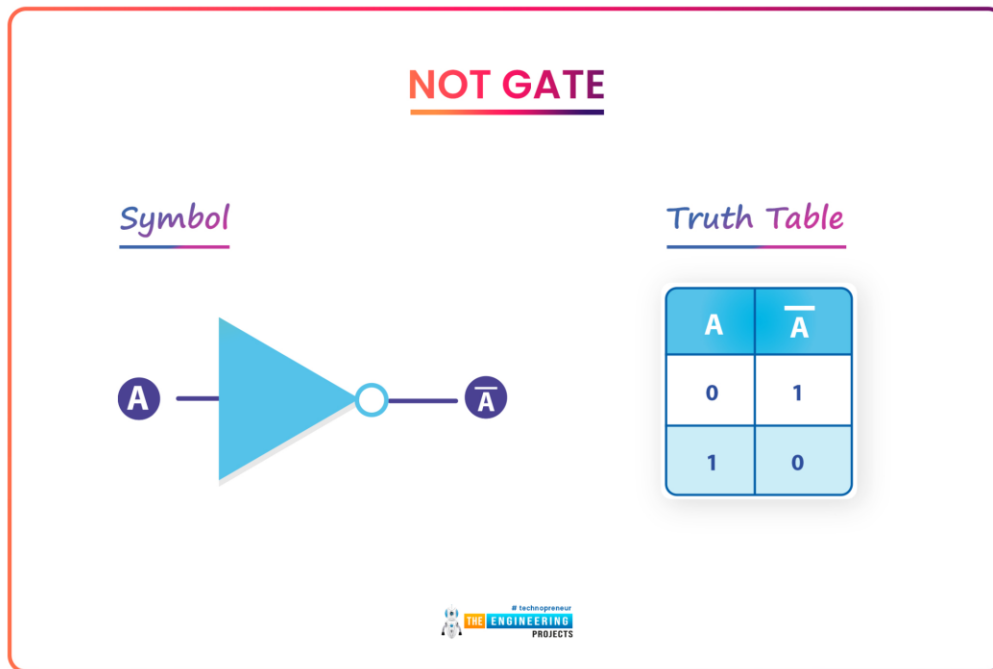 NOT GATE
Symbol
Truth Table
A
A̅
A A̅
0 1
1 0
# technopreneur
THE ENGINEERING
PROJECTS